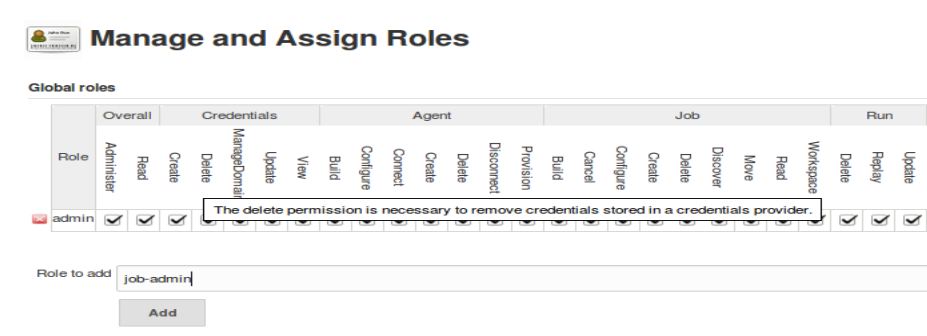 Manage and Assign Roles
Global roles
Role
Overall Credentials Agent Job Run
Administer Read Create Delete ManageDomain Update View Build Configure Connect Create Delete Disconnect Provision Build Cancel Configure Create Delete Discover Move Read Workspace Delete Replay Update
The delete permission is necessary to remove credentials stored in a credentials provider.
admin
Role to add job-admin
Add